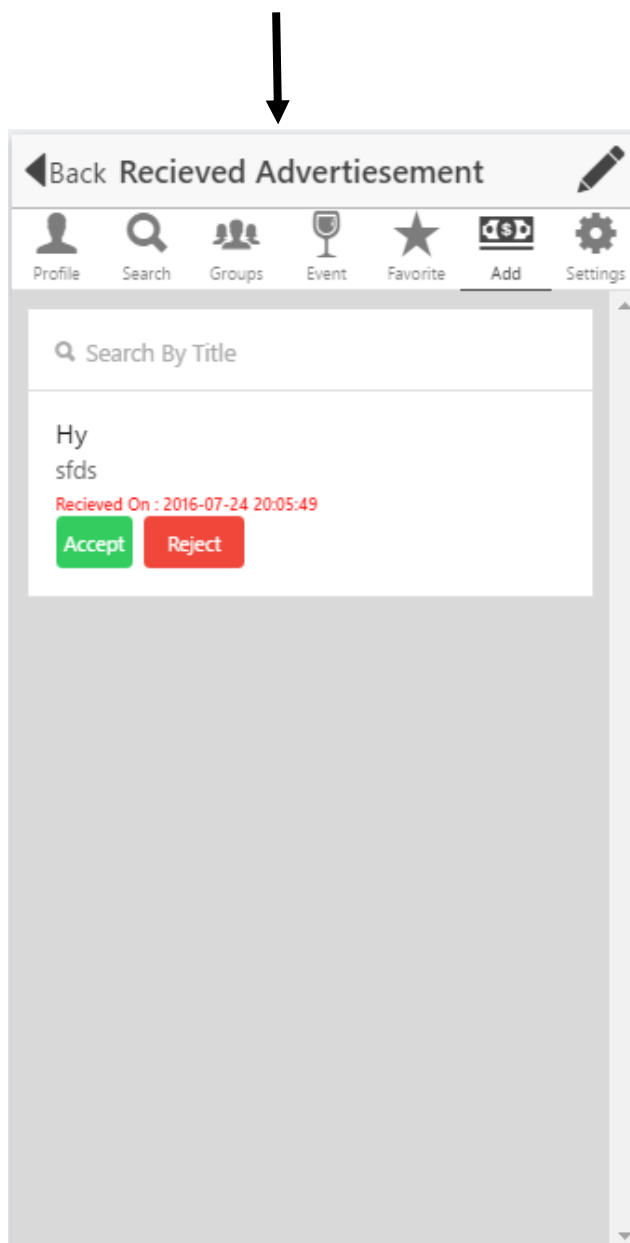 Back Recieved Advertiesement
Profile Search Groups Event Favorite Add Settings
Search By Title
Hy
sfds
Recieved On : 2016-07-24 20:05:49
Accept Reject